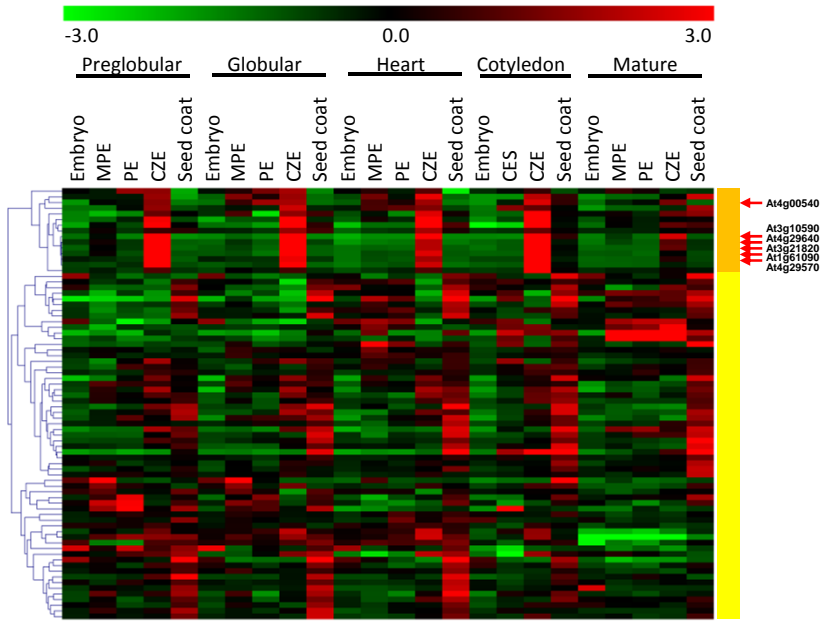 -3.0 0.0 3.0
Preglobular Globular Heart Cotyledon Mature
Embryo MPE PE CZE Seed coat Embryo MPE PE CZE Seed coat Embryo MPE PE CZE Seed coat Embryo CES CZE Seed coat Embryo MPE PE CZE Seed coat
At4g00540
At3g10590
At4g29640
At3g21820
At1g61090
At4g29570